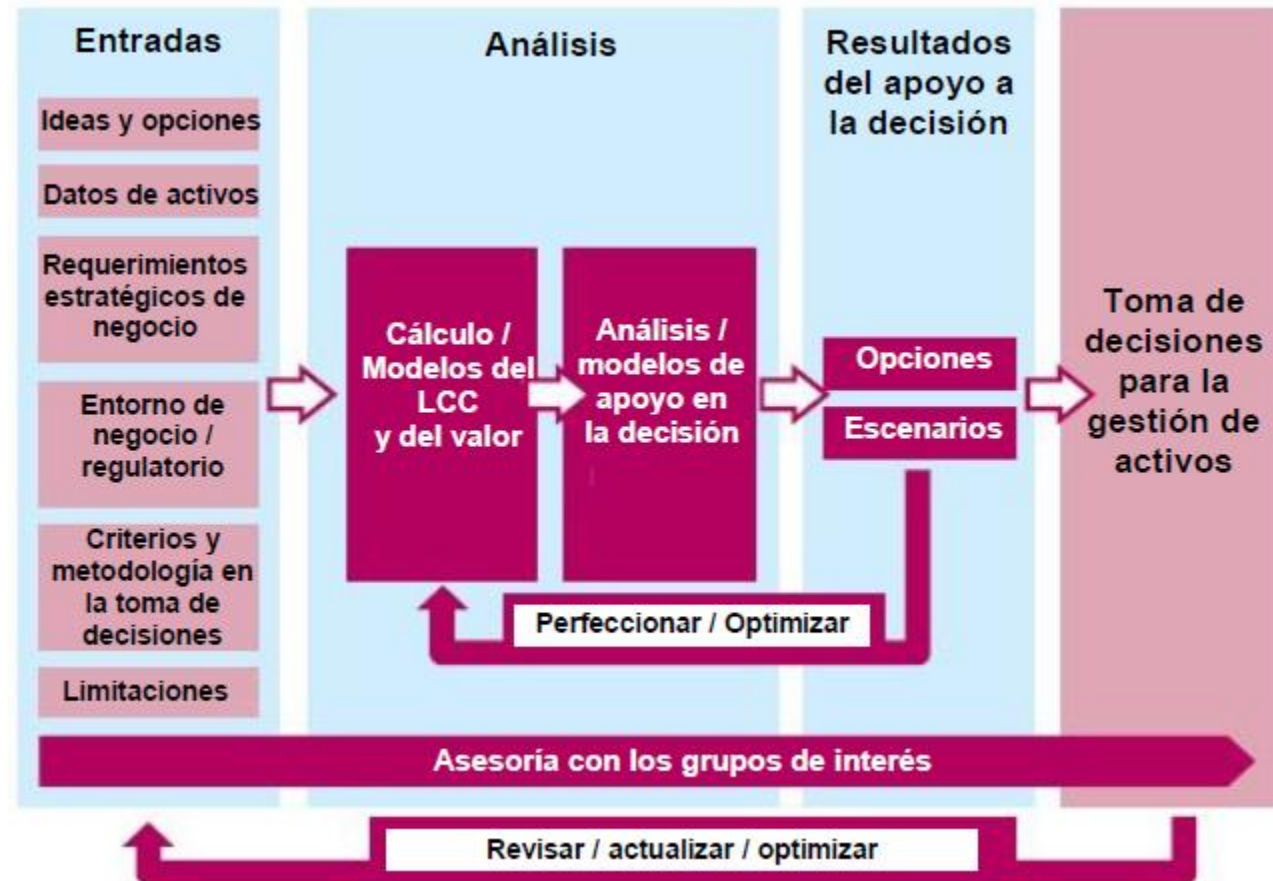 Entradas
Ideas y opciones
Datos de activos
Requerimientos
estratégicos de
negocio
Entorno de
negocio /
regulatorio
Criterios y
metodología en
la toma de
decisiones
Limitaciones
Análisis
Cálculo /
Modelos del
LCC
y del valor
Análisis /
modelos de
apoyo en
la decisión
Resultados
del apoyo a
la decisión
Opciones
Escenarios
Perfeccionar / Optimizar
Toma de
decisiones
para la
gestión de
activos
Asesoría con los grupos de interés
Revisar / actualizar / optimizar